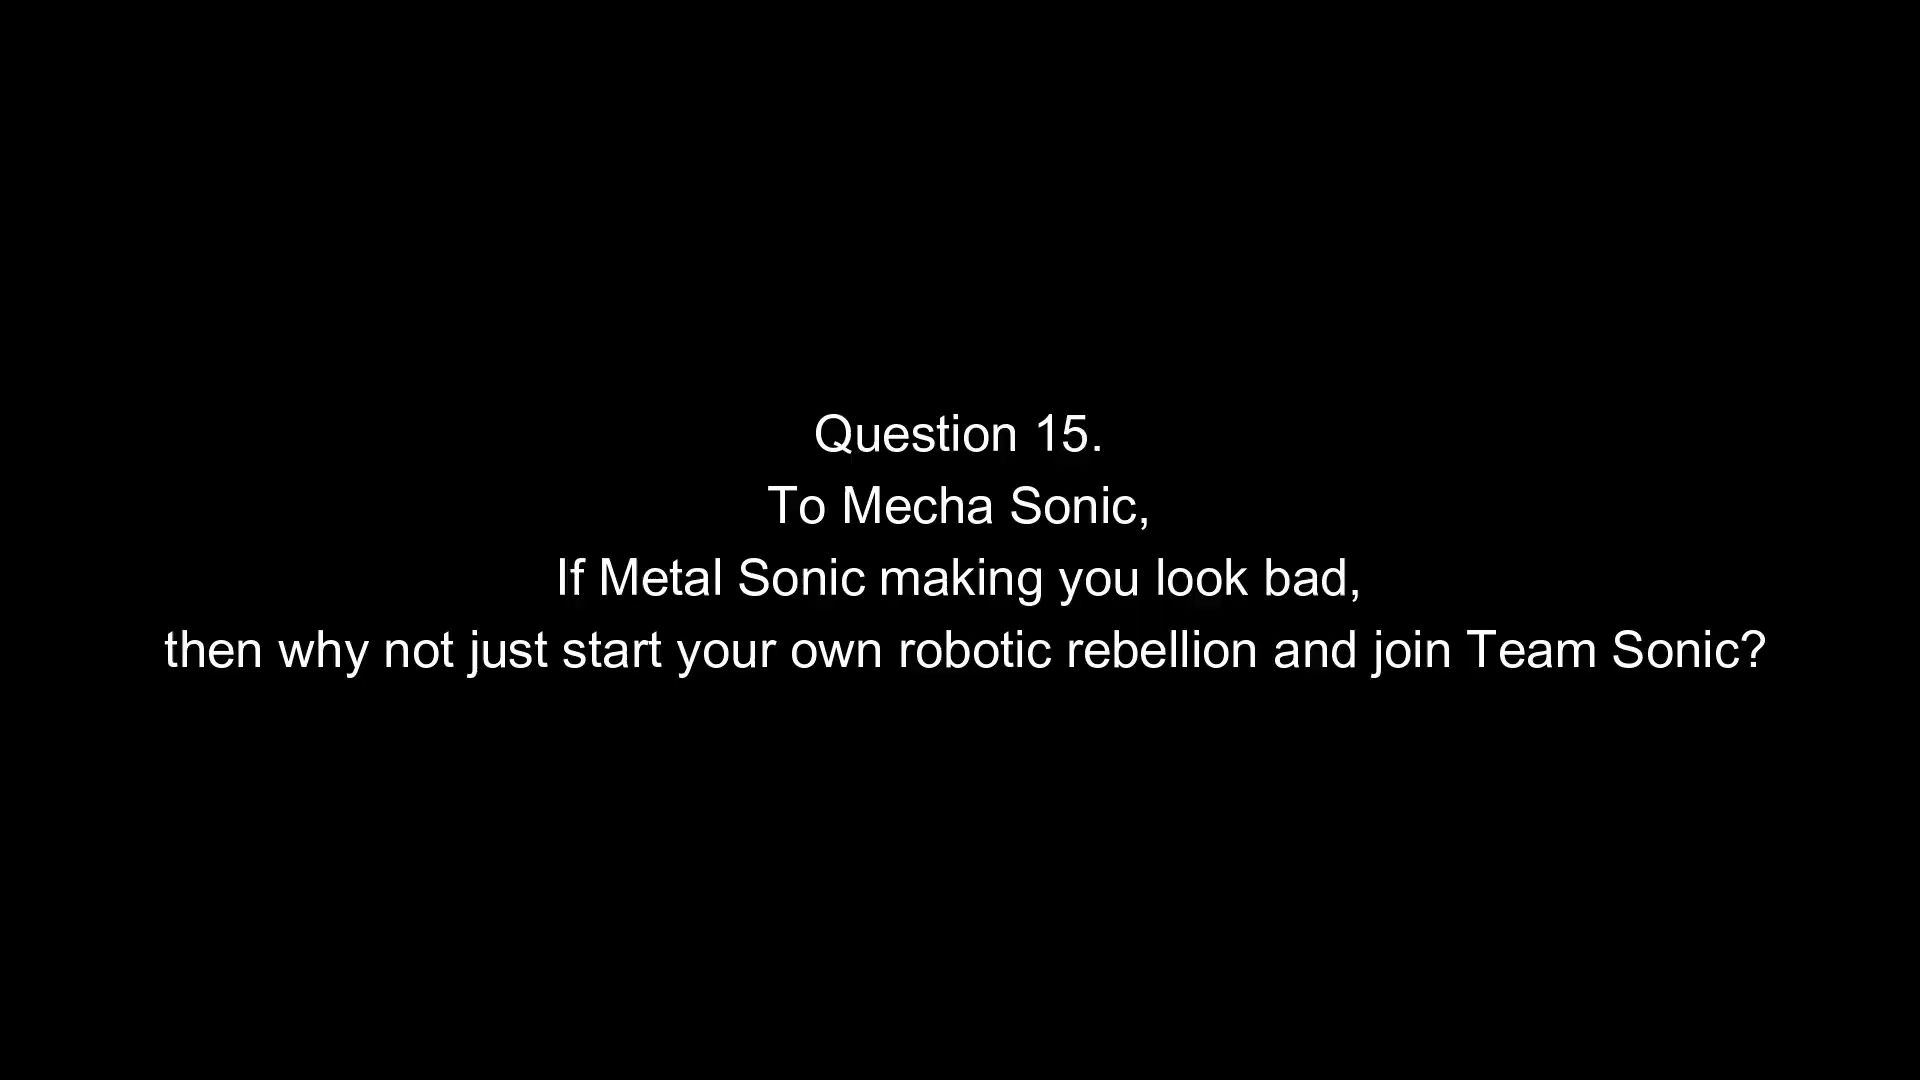 Question 15.
To Mecha Sonic,
If Metal Sonic making you look bad,
then why not just start your own robotic rebellion and join Team Sonic?